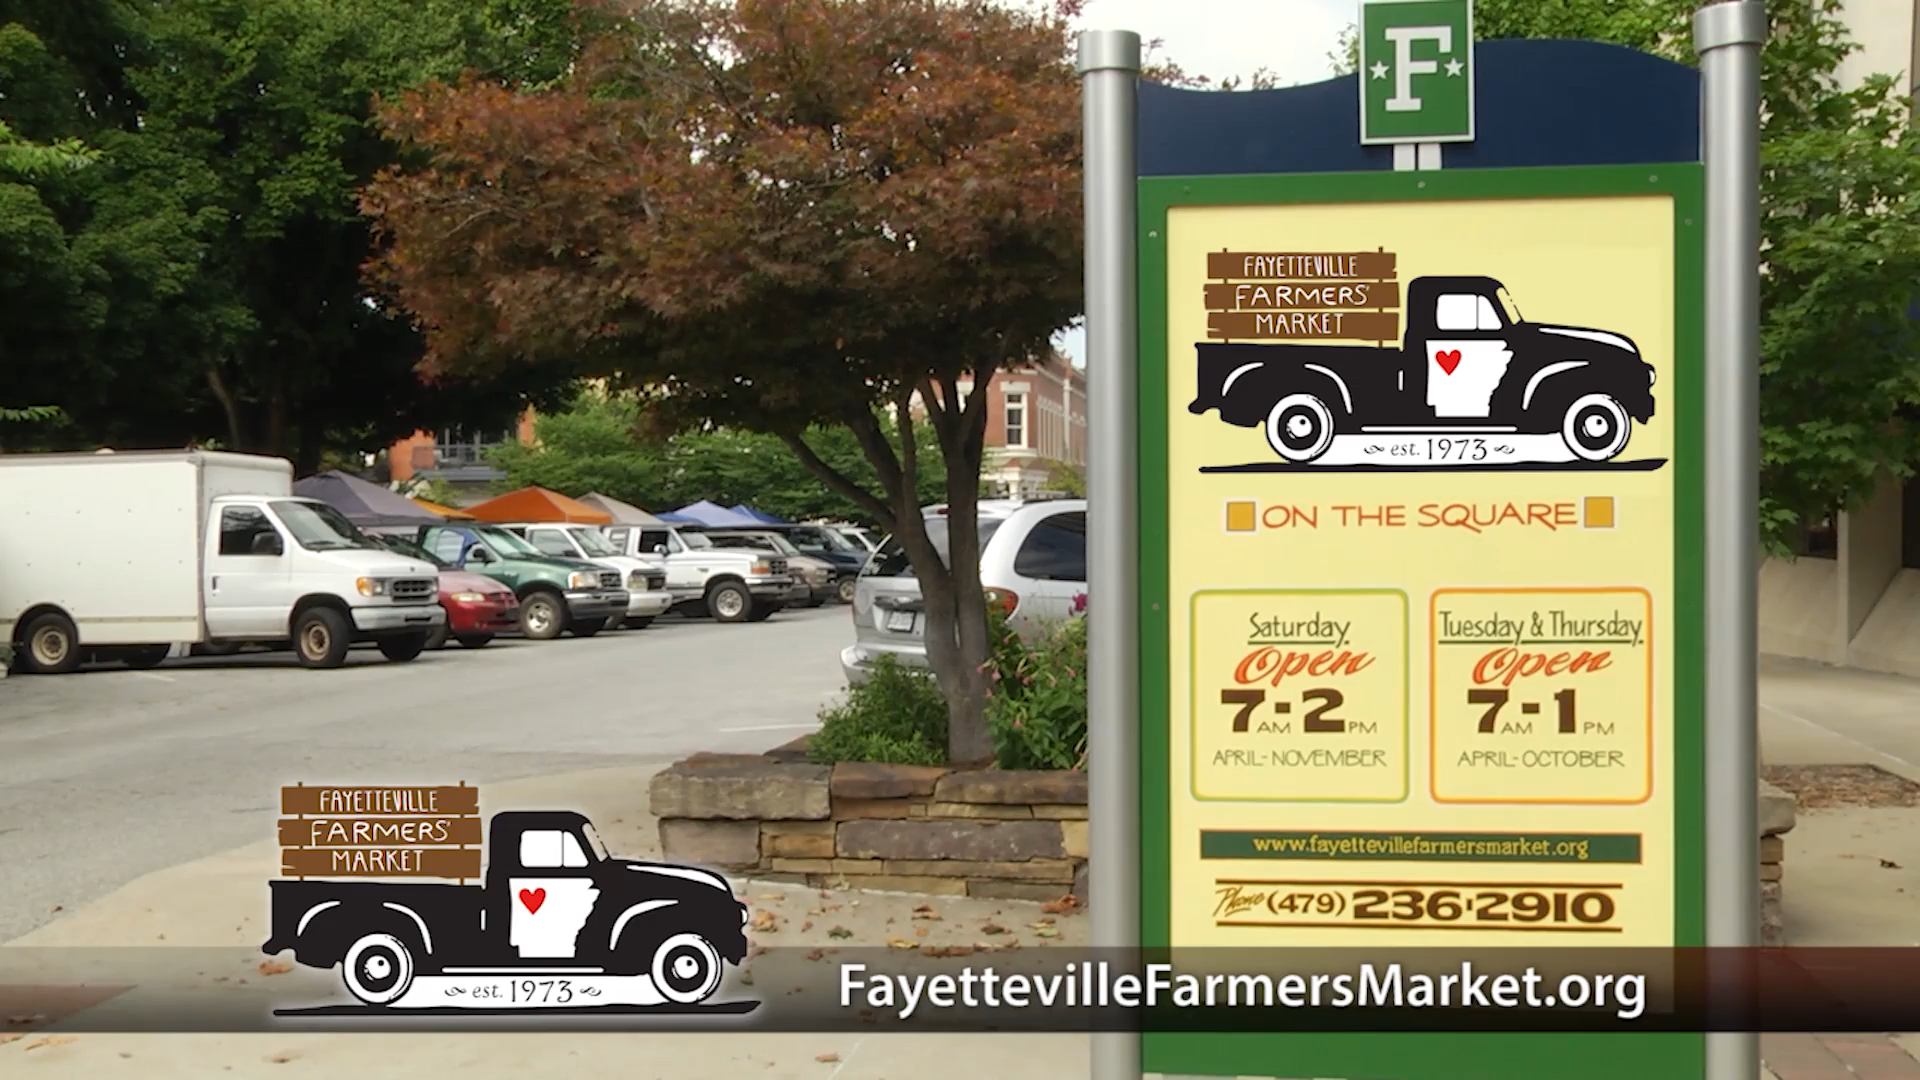 F
FAYETTEVILLE
FARMERS'
MARKET
est. 1973
ON THE SQUARE
Saturday
Open
7AM-2PM
APRIL-NOVEMBER
Tuesday & Thursday
Open
7AM-1PM
APRIL-OCTOBER
www.fayettevillefarmersmarket.org
Phone (479) 236-2910
FAYETTEVILLE
FARMERS'
MARKET
est. 1973
FayettevilleFarmersMarket.org